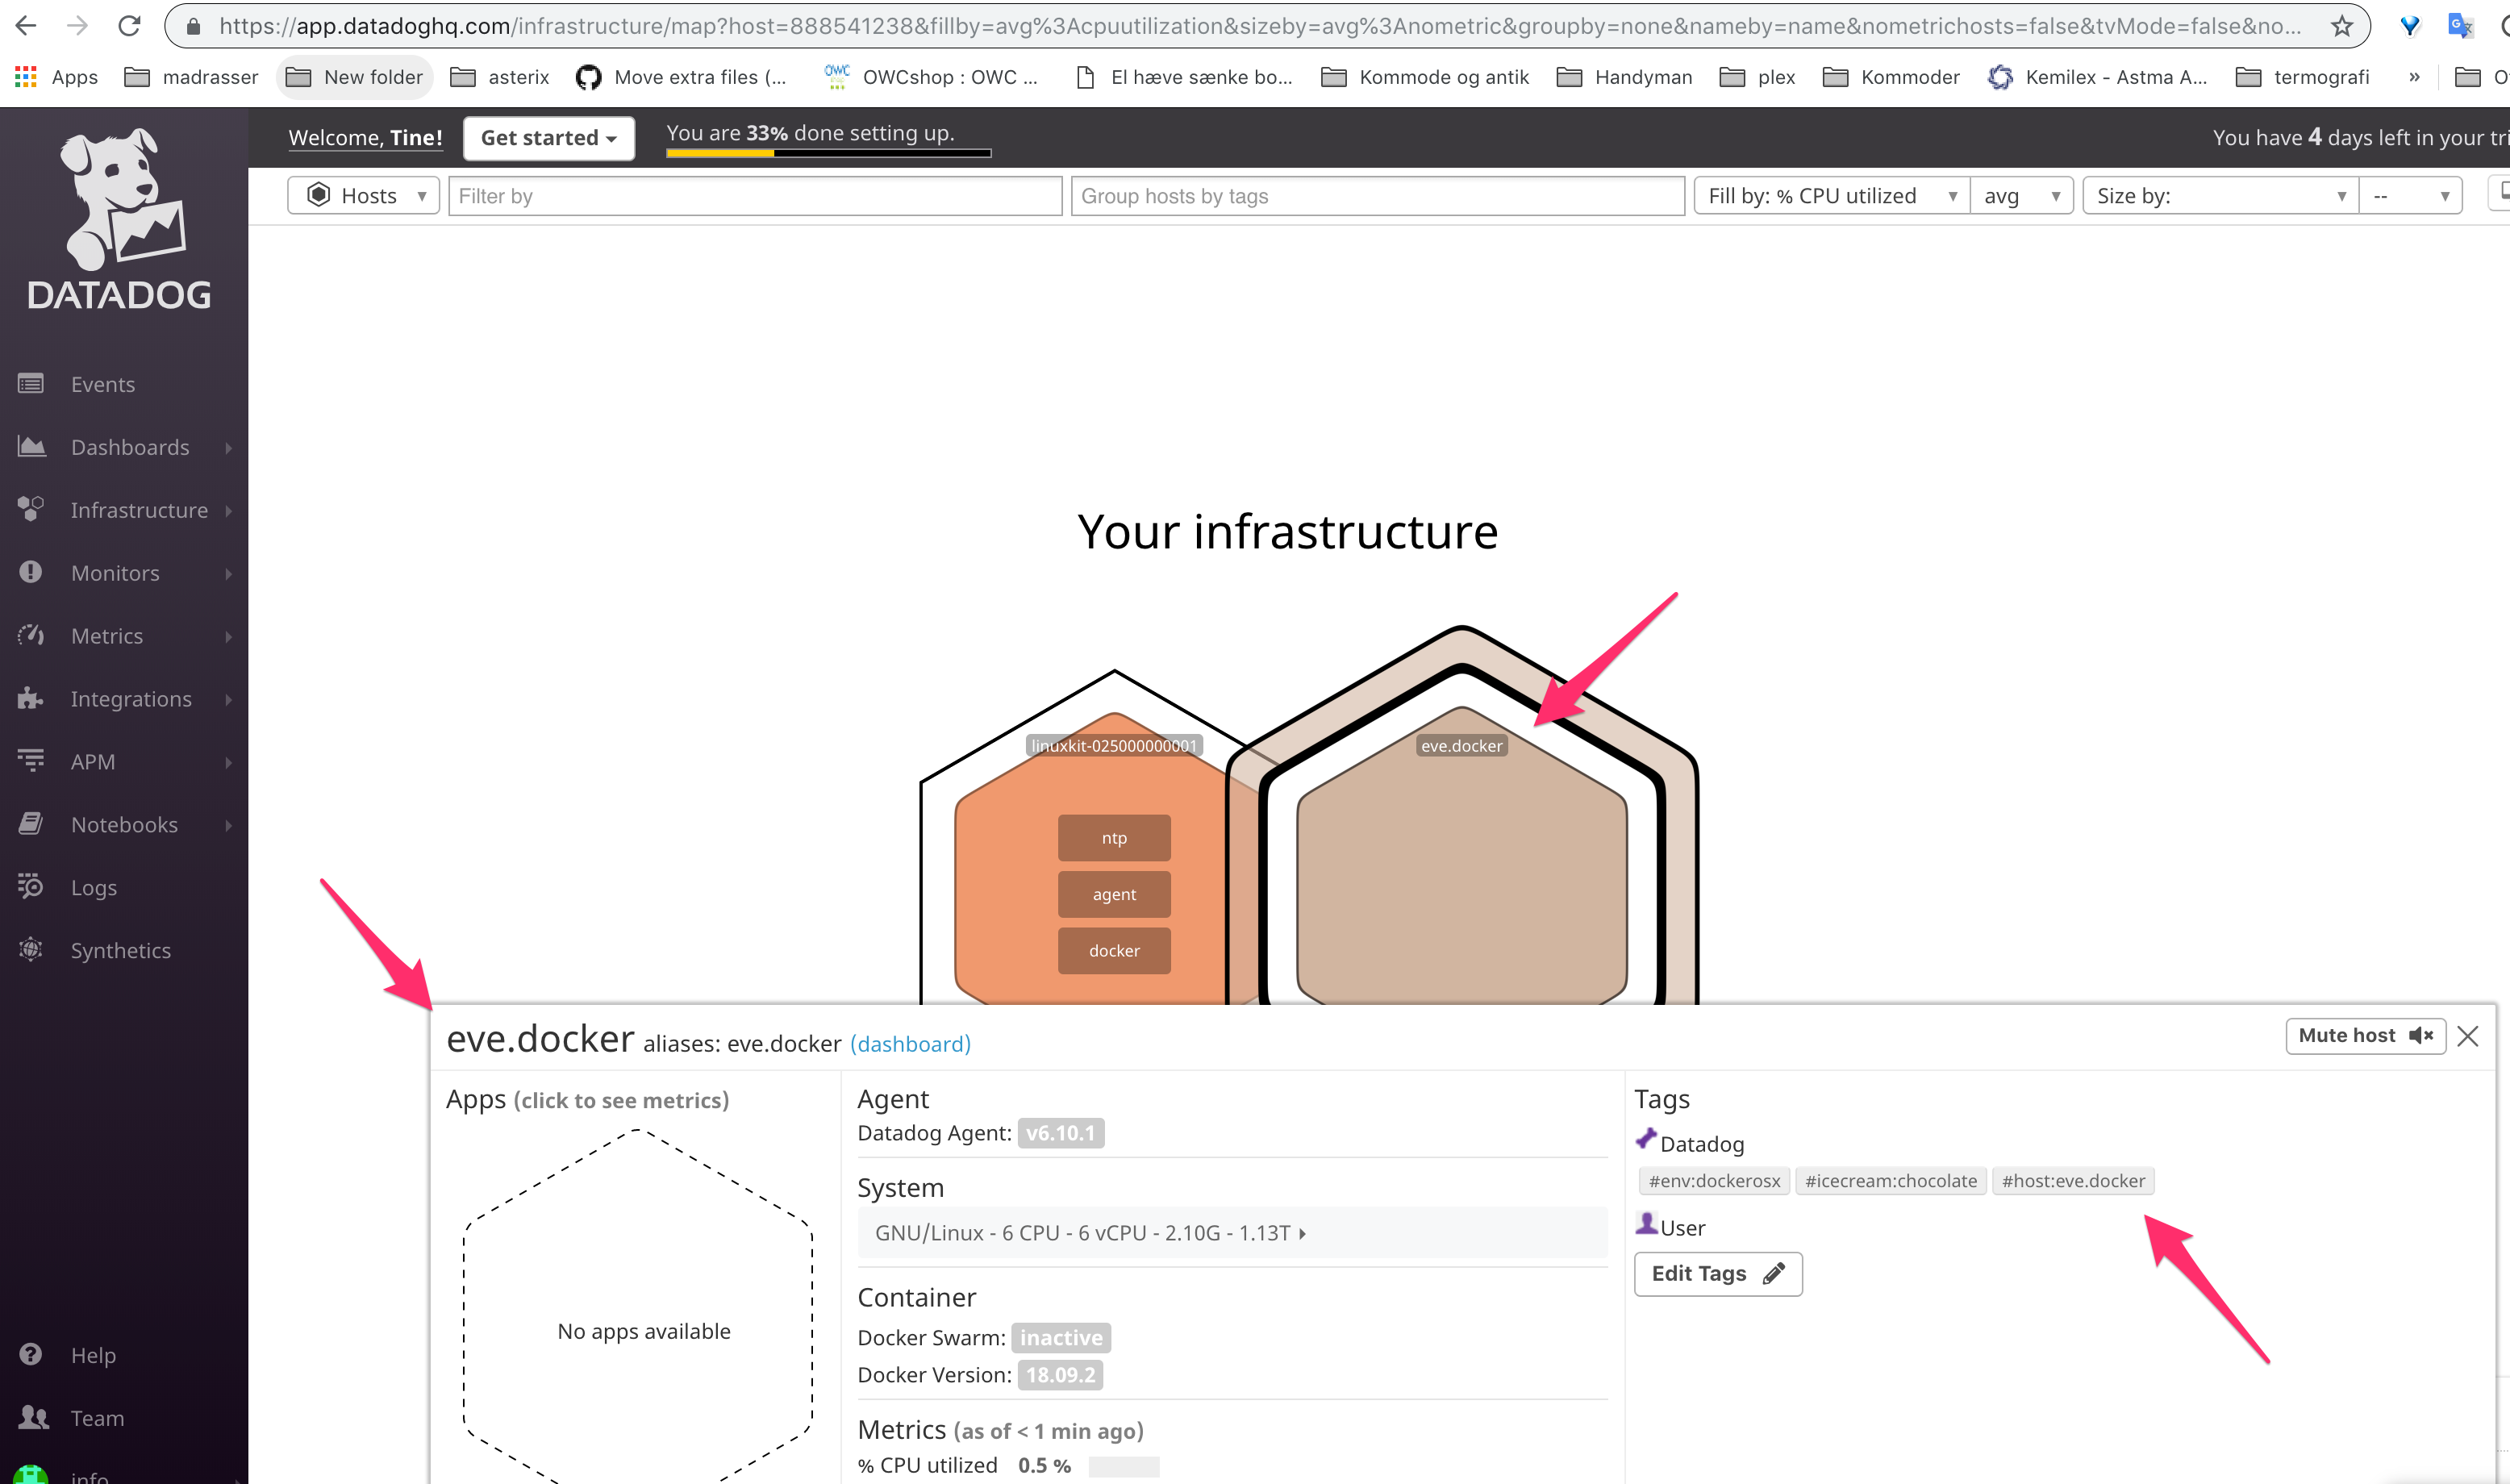 https://app.datadoghq.com/infrastructure/map?host=888541238&fillby=avg%3Acpuutilization&sizeby=avg%3Anometric&groupby=none&nameby=name&nometrichosts=false&tvMode=false&no...
Apps madrasser New folder asterix Move extra files (... OWC OWCshop : OWC ... El hæve sænke bo... Kommode og antik Handyman plex Kommoder Kemilex - Astma A... termografi »
DATADOG
Welcome, Tine! Get started You are 33% done setting up. You have 4 days left in your tri
Hosts Filter by Group hosts by tags Fill by: % CPU utilized avg Size by: --
Events
Dashboards
Infrastructure
Monitors
Metrics
Integrations
APM
Notebooks
Logs
Synthetics
Help
Team
info
Your infrastructure
linuxkit-025000000001
ntp
agent
docker
eve.docker
eve.docker aliases: eve.docker (dashboard)
Mute host
Apps (click to see metrics)
No apps available
Agent
Datadog Agent: v6.10.1
System
GNU/Linux - 6 CPU - 6 vCPU - 2.10G - 1.13T
Container
Docker Swarm: inactive
Docker Version: 18.09.2
Metrics (as of < 1 min ago)
% CPU utilized 0.5 %
Tags
Datadog
#env:dockerosx #icecream:chocolate #host:eve.docker
User
Edit Tags